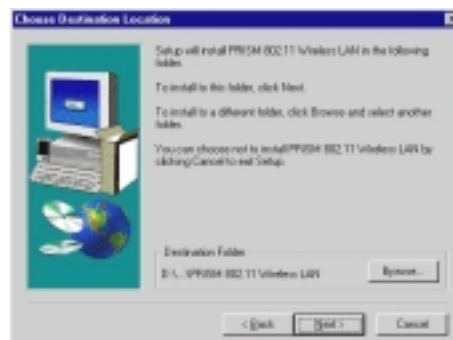 Choose Destination Location
Setup will install PRISM 802.11 Wireless LAN in the following
folder.
To install to this folder, click Next.
To install to a different folder, click Browse and select another
folder.
You can choose not to install PRISM 802.11 Wireless LAN by
clicking Cancel to exit Setup.
Destination Folder
D:\...\PRISM 802.11 Wireless LAN
Browse...
< Back
Next >
Cancel